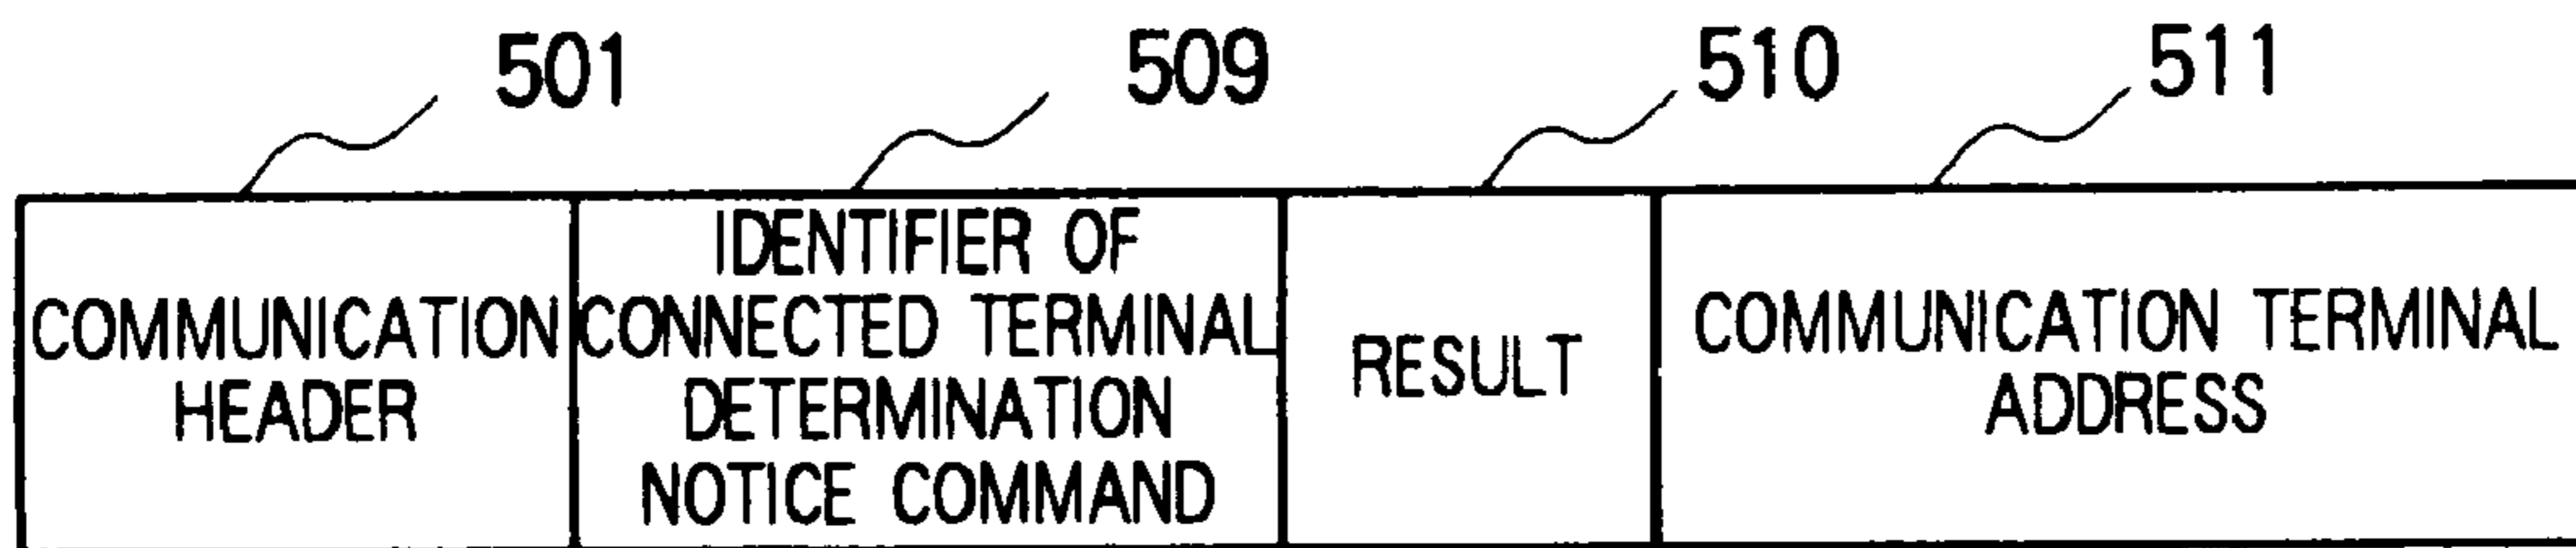 501
509
510
511
COMMUNICATION
HEADER
IDENTIFIER OF
CONNECTED TERMINAL
DETERMINATION
NOTICE COMMAND
RESULT
COMMUNICATION TERMINAL
ADDRESS